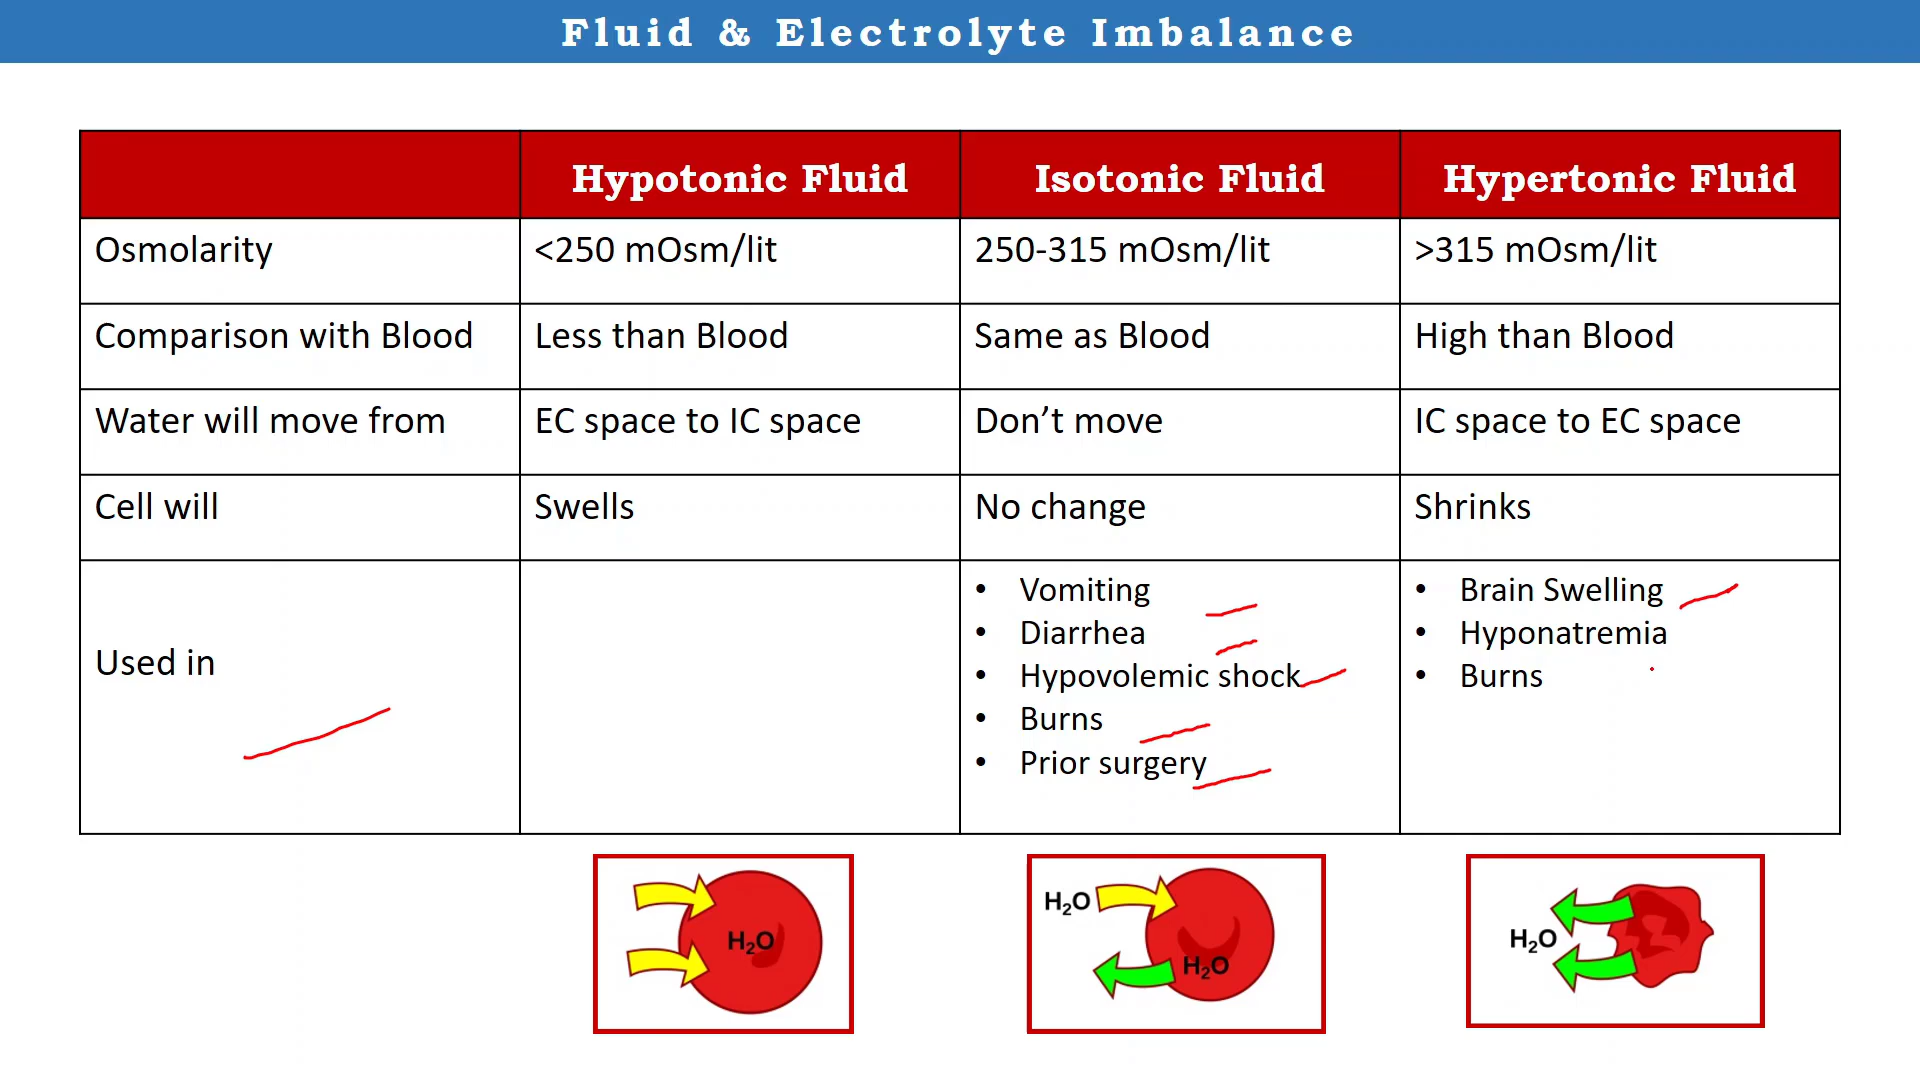 Fluid & Electrolyte Imbalance
Hypotonic Fluid Isotonic Fluid Hypertonic Fluid
Osmolarity <250 mOsm/lit 250-315 mOsm/lit >315 mOsm/lit
Comparison with Blood Less than Blood Same as Blood High than Blood
Water will move from EC space to IC space Don’t move IC space to EC space
Cell will Swells No change Shrinks
Used in
• Vomiting
• Diarrhea
• Hypovolemic shock
• Burns
• Prior surgery
• Brain Swelling
• Hyponatremia
• Burns
H₂O
H₂O
H₂O
H₂O